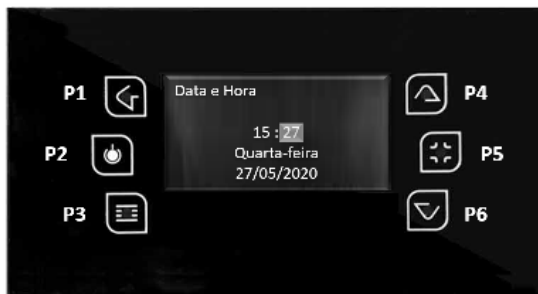 P1
P2
P3
Data e Hora
15 : 27
Quarta-feira
27/05/2020
P4
P5
P6